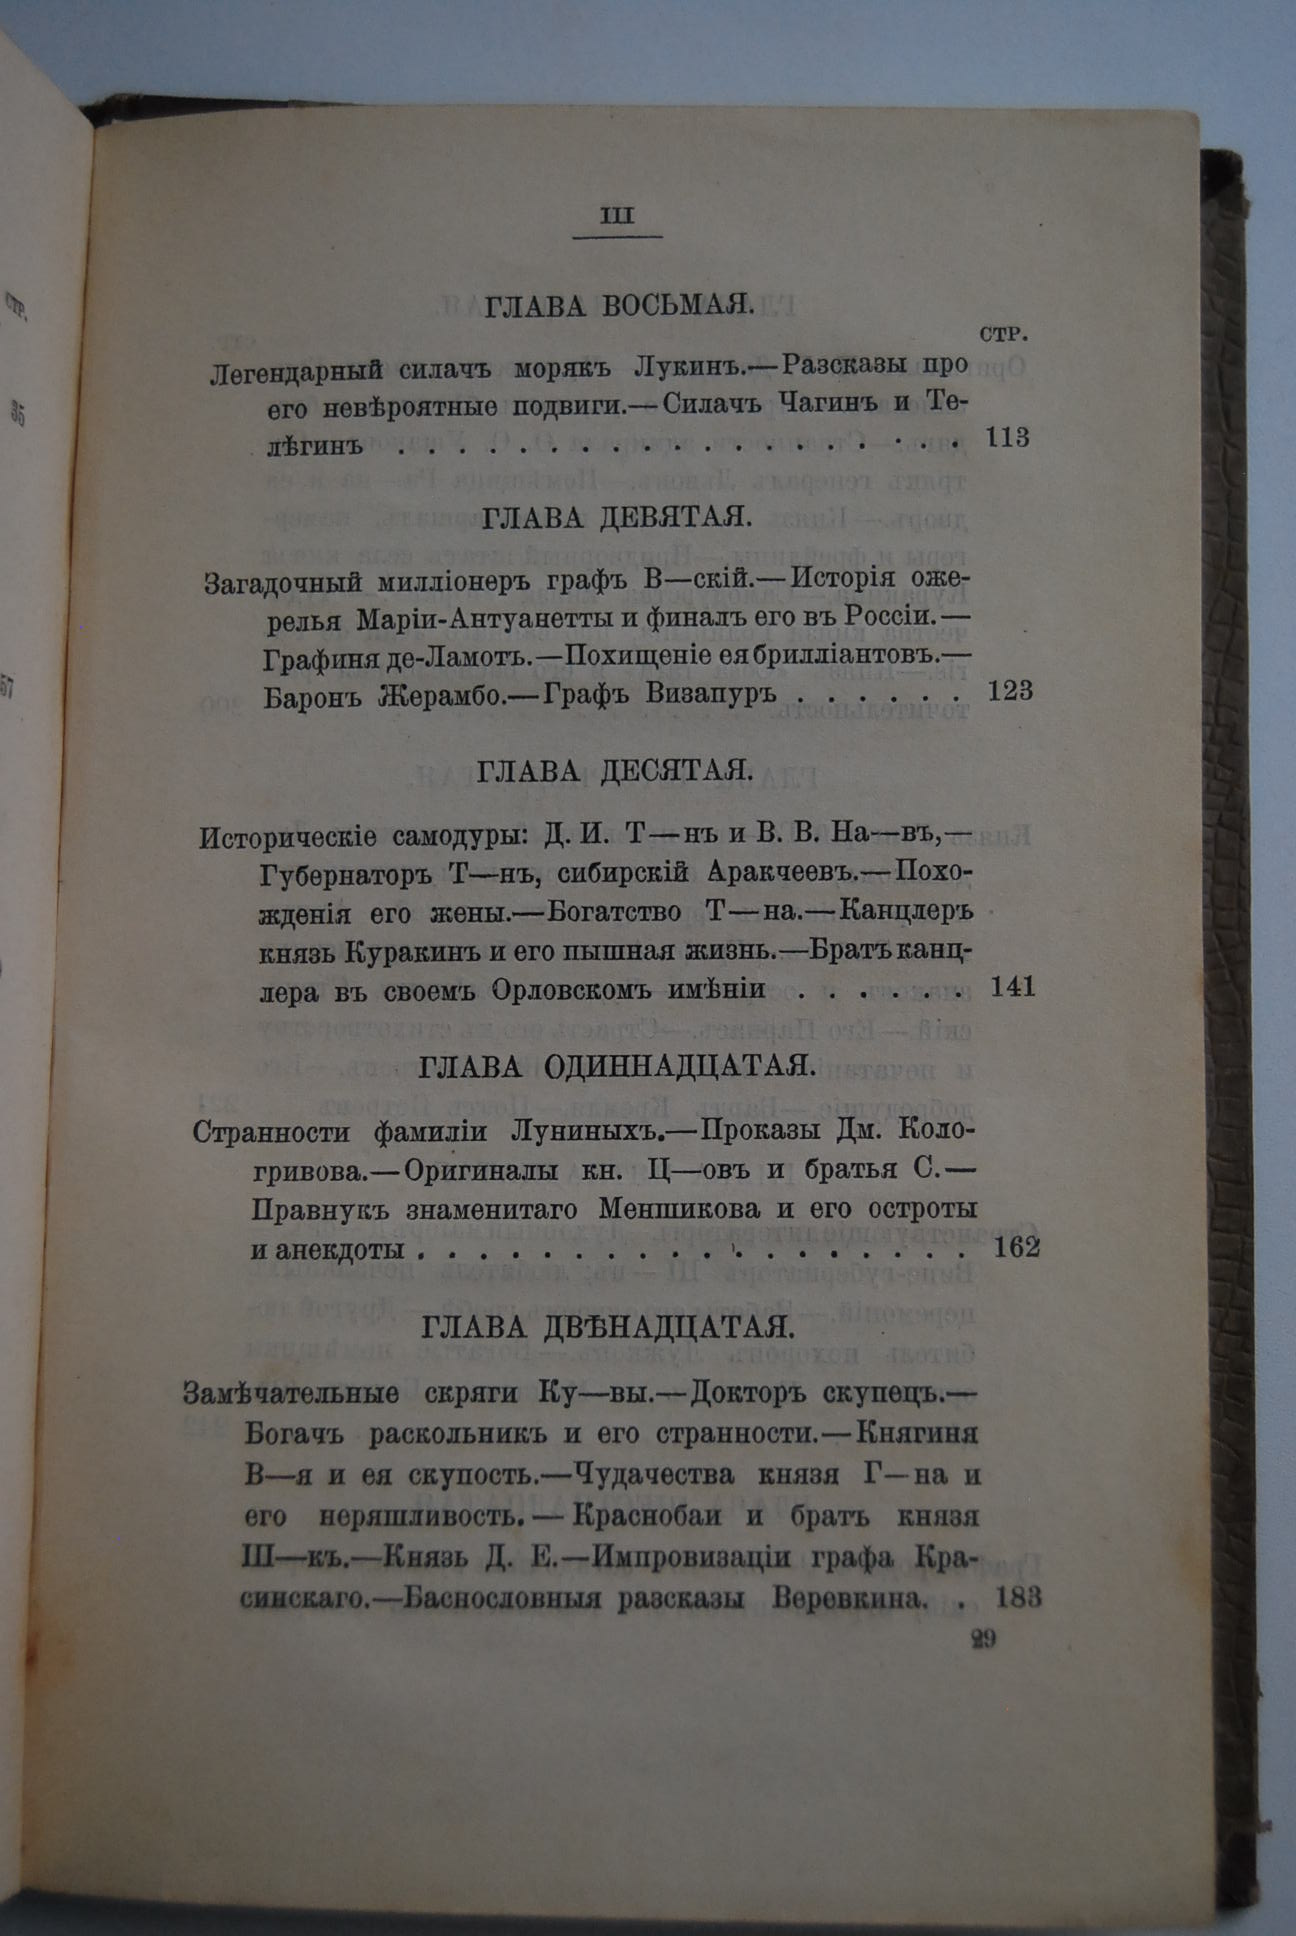 III
ГЛАВА ВОСЬМАЯ.
СТР.
Легендарный силачъ морякъ Лукинъ.—Разсказы про
его невѣроятные подвиги.—Силачъ Чагинъ и Те-
лѣгинъ . . . . . . . . . . . . . . . . . . . 113
ГЛАВА ДЕВЯТАЯ.
Загадочный милліонеръ графъ В—скій.—Исторія оже-
релья Маріи-Антуанетты и финалъ его въ Россіи.—
Графиня де-Ламотъ.—Похищеніе ея брилліантовъ.—
Баронъ Жерамбо.—Графъ Визапуръ . . . . . . 123
ГЛАВА ДЕСЯТАЯ.
Историческіе самодуры: Д. И. Т—нъ и В. В. На—въ,—
Губернаторъ Т—нъ, сибирскій Аракчеевъ.—Похо-
жденія его жены.—Богатство Т—на.—Канцлеръ
князь Куракинъ и его пышная жизнь.—Братъ канц-
лера въ своемъ Орловскомъ имѣніи . . . . . . 141
ГЛАВА ОДИННАДЦАТАЯ.
Странности фамиліи Луниныхъ.—Проказы Дм. Коло-
гривова.—Оригиналы кн. Ц—овъ и братья С.—
Правнукъ знаменитаго Меншикова и его остроты
и анекдоты . . . . . . . . . . . . . . . . . . 162
ГЛАВА ДВѢНАДЦАТАЯ.
Замѣчательные скряги Ку—вы.—Докторъ скупецъ.—
Богачъ раскольникъ и его странности.—Княгиня
В—я и ея скупость.—Чудачества князя Г—на и
его неряшливость.—Краснобаи и братъ князя
Ш—къ.—Князь Д. Е.—Импровизаціи графа Кра-
синскаго.—Баснословныя разсказы Веревкина. . 183
29
СТР.
35
57